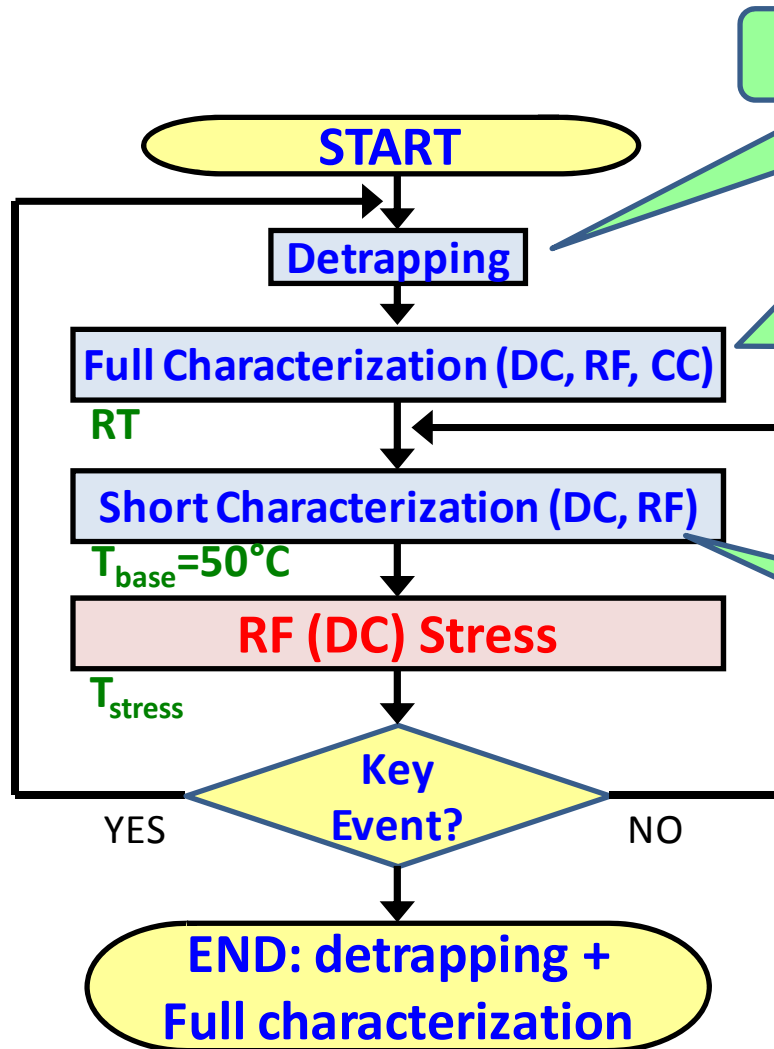 START
Detrapping
Full Characterization (DC, RF, CC)
RT
Short Characterization (DC, RF)
Tbase=50°C
RF (DC) Stress
Tstress
Key
Event?
YES
NO
END: detrapping +
Full characterization